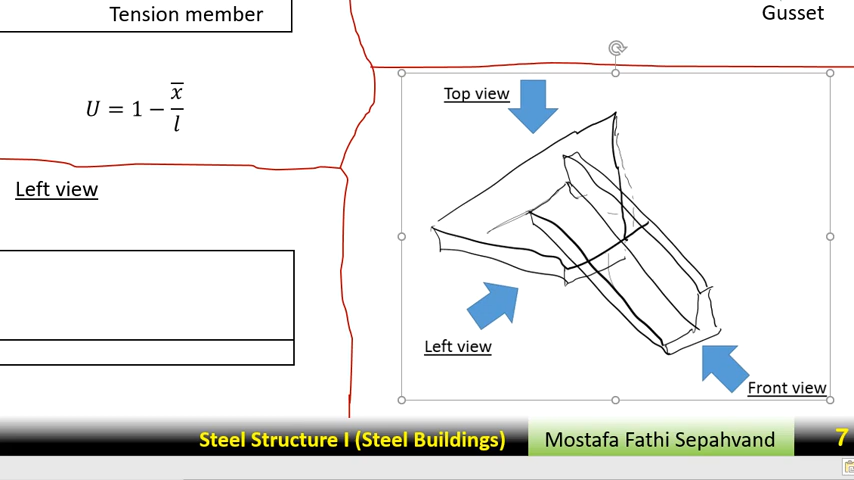 Tension member
Gusset
U = 1 − x̄/l
Top view
Left view
Left view
Front view
Steel Structure I (Steel Buildings)
Mostafa Fathi Sepahvand
7